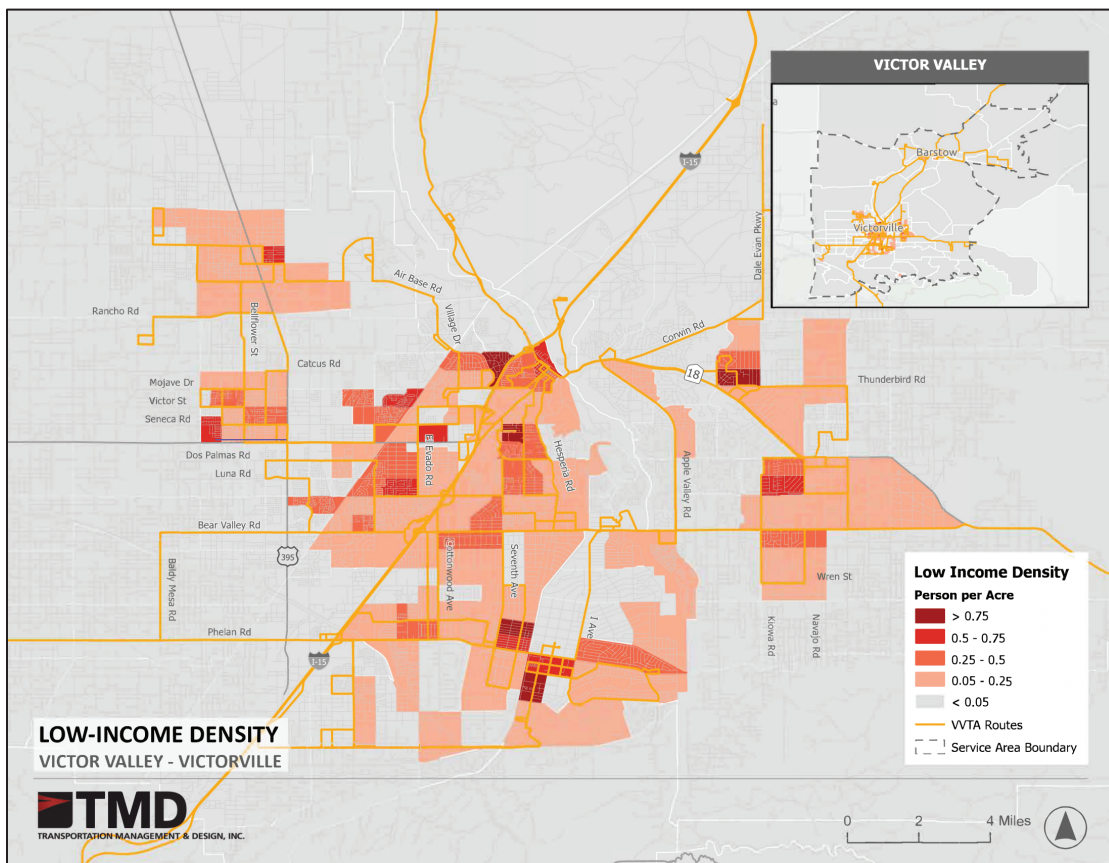 VICTOR VALLEY
Barstow
Victorville
I-15
Dale Evan Pkwy
Air Base Rd
Village Dr
Corwin Rd
Rancho Rd
Bellflower St
Catcus Rd
18
Thunderbird Rd
Mojave Dr
Victor St
Seneca Rd
Dos Palmas Rd
Luna Rd
El Evado Rd
Hesperia Rd
Apple Valley Rd
Bear Valley Rd
395
Baldy Mesa Rd
Cottonwood Ave
Seventh Ave
I Ave
Wren St
Kiowa Rd
Navajo Rd
Phelan Rd
I-15
Low Income Density
Person per Acre
> 0.75
0.5 - 0.75
0.25 - 0.5
0.05 - 0.25
< 0.05
VVTA Routes
Service Area Boundary
LOW-INCOME DENSITY
VICTOR VALLEY - VICTORVILLE
TMD
TRANSPORTATION MANAGEMENT & DESIGN, INC.
0 2 4 Miles